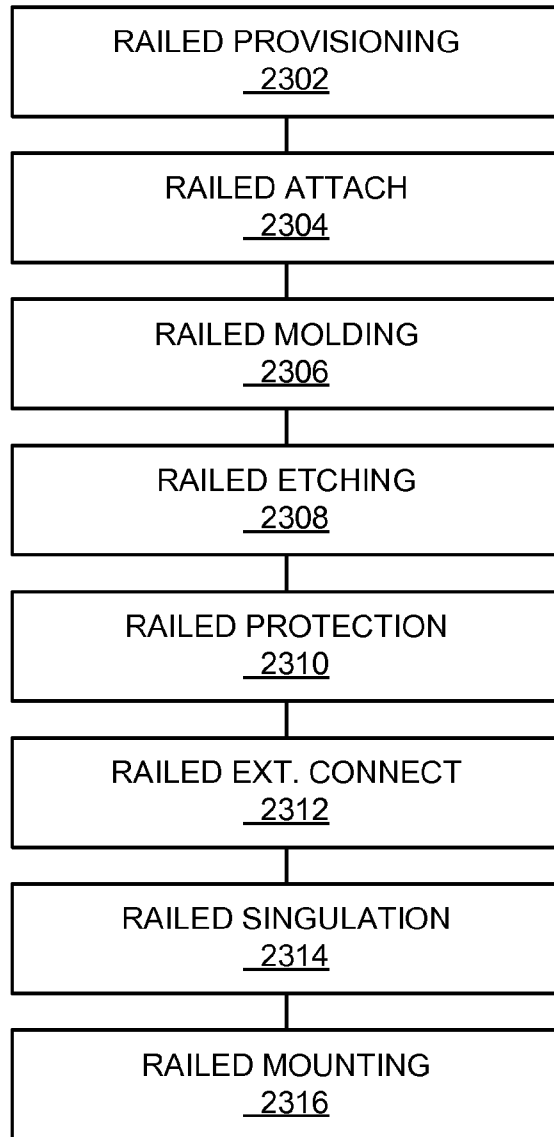 RAILED PROVISIONING
2302
RAILED ATTACH
2304
RAILED MOLDING
2306
RAILED ETCHING
2308
RAILED PROTECTION
2310
RAILED EXT. CONNECT
2312
RAILED SINGULATION
2314
RAILED MOUNTING
2316